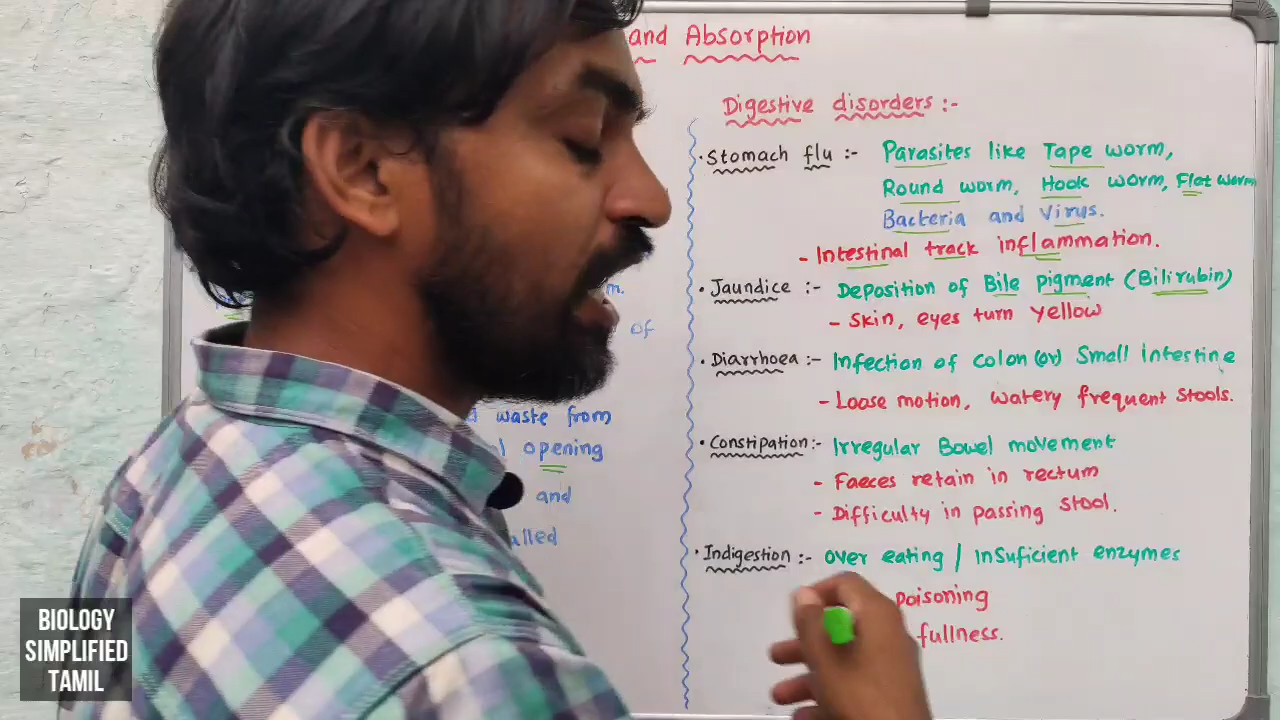 and Absorption
Digestive disorders :-
• Stomach flu :- Parasites like Tape worm,
Round worm, Hook worm, Flat worm
Bacteria and Virus.
- Intestinal track inflammation.
• Jaundice :- Deposition of Bile pigment (Bilirubin)
- Skin, eyes turn yellow
• Diarrhoea :- Infection of colon (or) Small intestine
- Loose motion, watery frequent stools.
• Constipation :- Irregular Bowel movement
- Faeces retain in rectum
- Difficulty in passing stool.
• Indigestion :- over eating / insuficient enzymes
poisoning
fullness.
of
waste from
opening
and
BIOLOGY
SIMPLIFIED
TAMIL